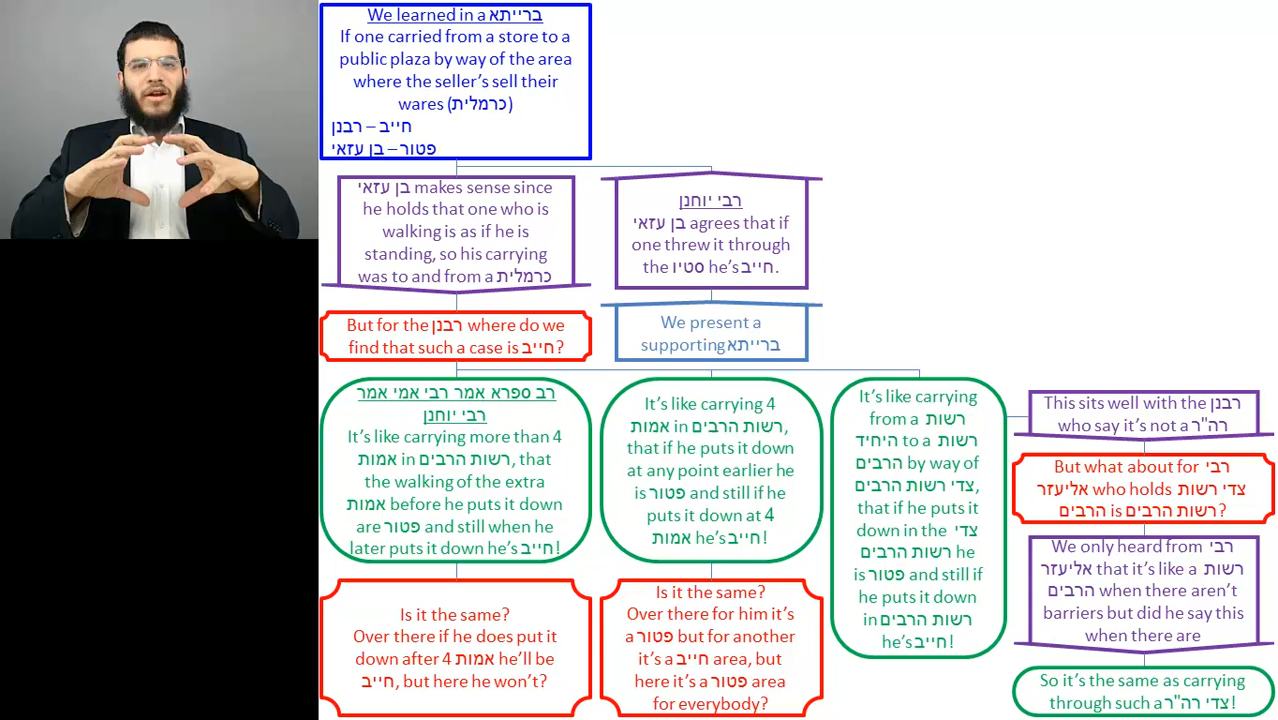 We learned in a ברייתא
If one carried from a store to a
public plaza by way of the area
where the seller's sell their
wares (כרמלית)
חייב – רבנן
פטור – בן עזאי
בן עזאי makes sense since
he holds that one who is
walking is as if he is
standing, so his carrying
was to and from a כרמלית
רבי יוחנן
בן עזאי agrees that if
one threw it through
the סטיו he's חייב.
But for the רבנן where do we
find that such a case is חייב?
We present a
supporting ברייתא
רב ספרא אמר רבי אמי אמר
רבי יוחנן
It's like carrying more than 4
אמות in רשות הרבים, that
the walking of the extra
אמות before he puts it down
are פטור and still when he
later puts it down he's חייב!
It's like carrying 4
אמות in רשות הרבים,
that if he puts it down
at any point earlier he
is פטור and still if he
puts it down at 4
אמות he's חייב!
It's like carrying
from a רשות
היחיד to a רשות
הרבים by way of
צדי רשות הרבים,
that if he puts it
down in the צדי
רשות הרבים he
is פטור and still if
he puts it down
in רשות הרבים
he's חייב!
This sits well with the רבנן
who say it's not a רה"ר
But what about for רבי
אליעזר who holds צדי רשות
הרבים is רשות הרבים?
We only heard from רבי
אליעזר that it's like a רשות
הרבים when there aren't
barriers but did he say this
when there are
So it's the same as carrying
through such a צדי רה"ר!
Is it the same?
Over there if he does put it
down after 4 אמות he'll be
חייב, but here he won't?
Is it the same?
Over there for him it's
a פטור but for another
it's a חייב area, but
here it's a פטור area
for everybody?